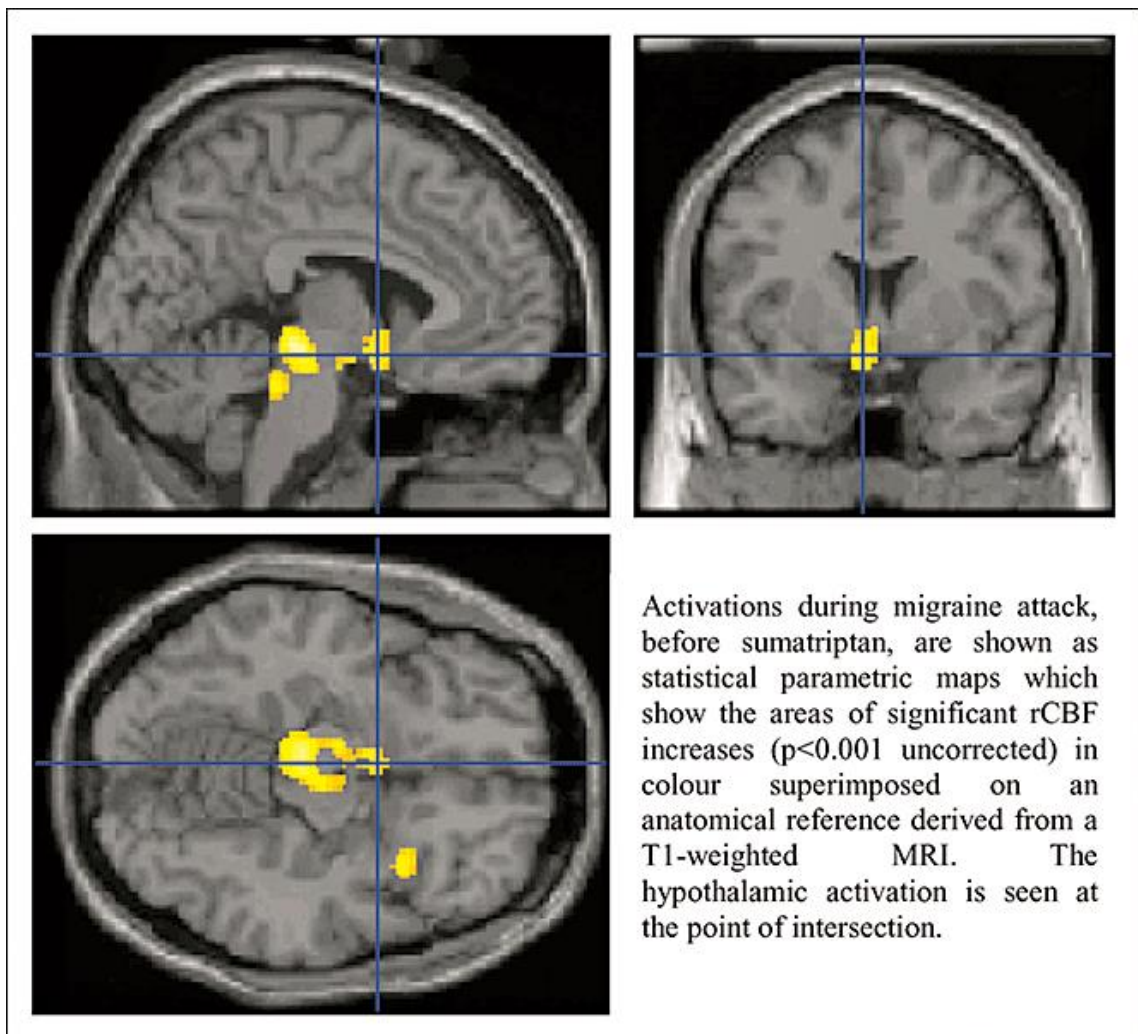 Activations during migraine attack,
before sumatriptan, are shown as
statistical parametric maps which
show the areas of significant rCBF
increases (p<0.001 uncorrected) in
colour superimposed on an
anatomical reference derived from a
T1-weighted MRI. The
hypothalamic activation is seen at
the point of intersection.